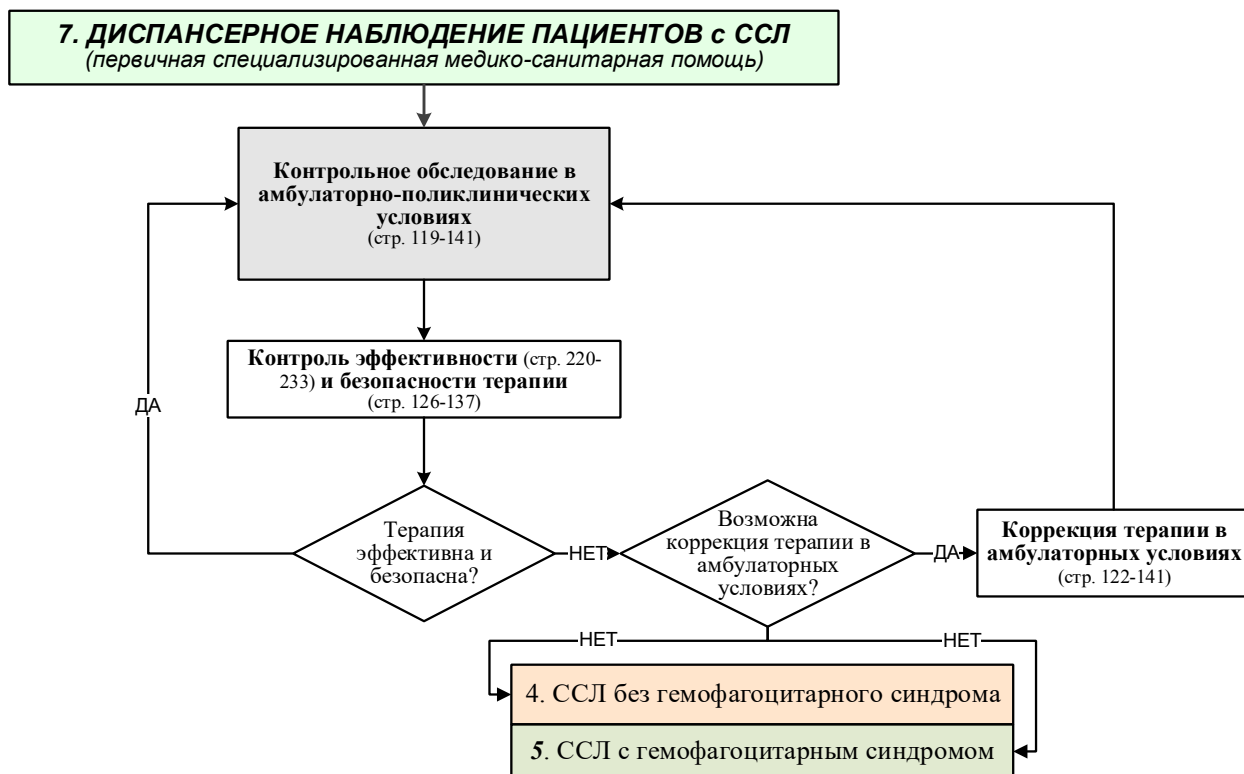 7. ДИСПАНСЕРНОЕ НАБЛЮДЕНИЕ ПАЦИЕНТОВ с ССЛ
(первичная специализированная медико-санитарная помощь)
Контрольное обследование в
амбулаторно-поликлинических
условиях
(стр. 119-141)
Контроль эффективности (стр. 220-
233) и безопасности терапии
(стр. 126-137)
ДА
Терапия
эффективна и
безопасна?
НЕТ
Возможна
коррекция терапии в
амбулаторных
условиях?
ДА
Коррекция терапии в
амбулаторных условиях
(стр. 122-141)
НЕТ
НЕТ
4. ССЛ без гемофагоцитарного синдрома
5. ССЛ с гемофагоцитарным синдромом